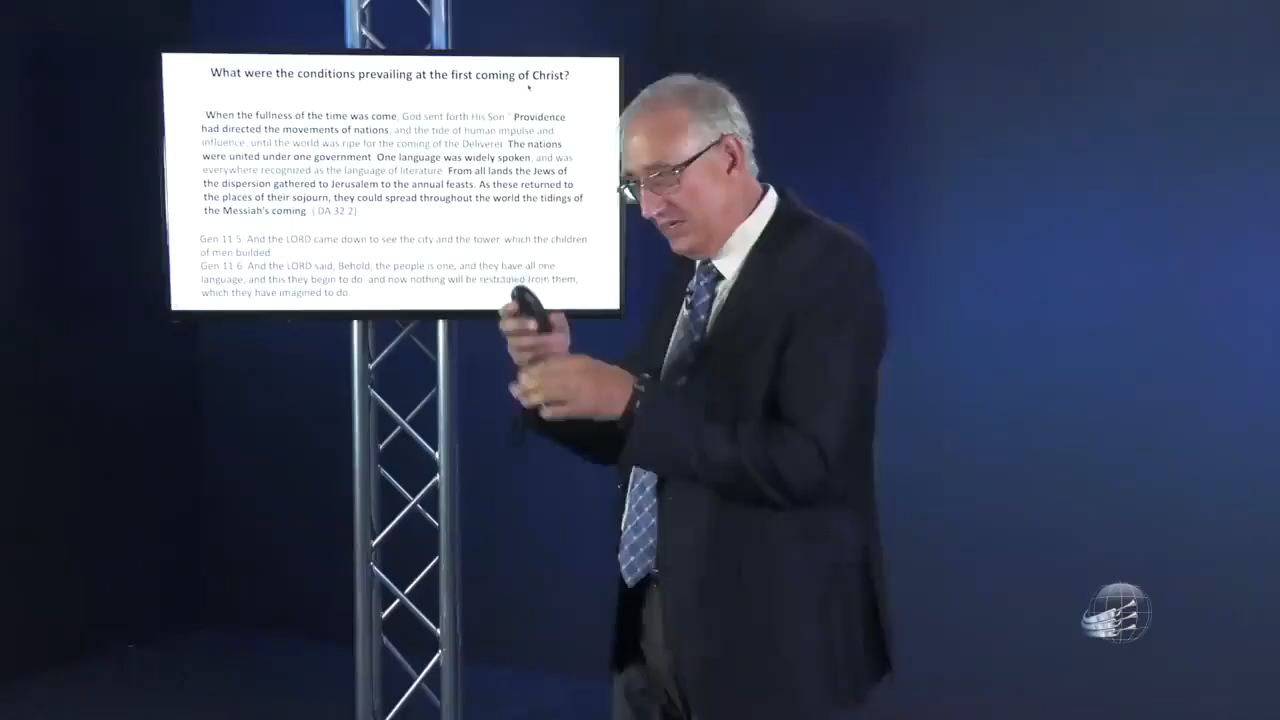 What were the conditions prevailing at the first coming of Christ?
When the fullness of the time was come, God sent forth His Son." Providence
had directed the movements of nations, and the tide of human impulse and
influence, until the world was ripe for the coming of the Deliverer. The nations
were united under one government. One language was widely spoken, and was
everywhere recognized as the language of literature. From all lands the Jews of
the dispersion gathered to Jerusalem to the annual feasts. As these returned to
the places of their sojourn, they could spread throughout the world the tidings of
the Messiah's coming. {DA 32.2}
Gen 11:5 And the LORD came down to see the city and the tower, which the children
of men builded.
Gen 11:6 And the LORD said, Behold, the people is one, and they have all one
language; and this they begin to do: and now nothing will be restrained from them,
which they have imagined to do.